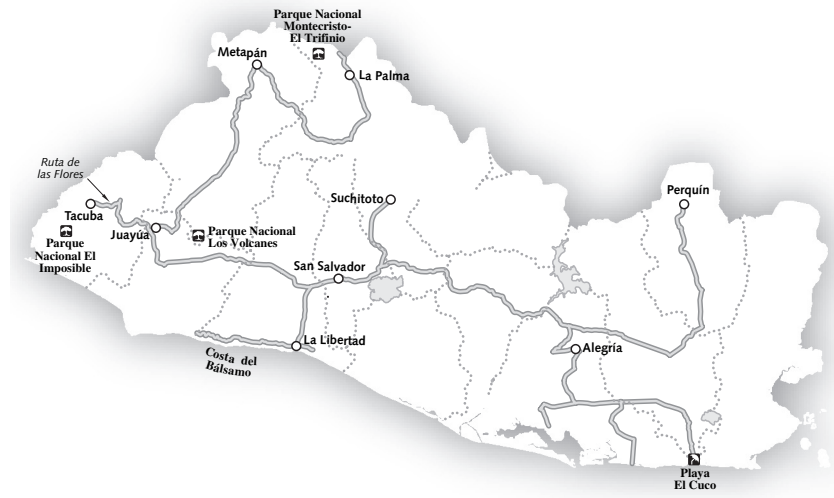 Parque Nacional
Montecristo-
El Trifinio
Metapán
La Palma
Ruta de
las Flores
Tacuba
Parque
Nacional El
Imposible
Juayúa
Parque Nacional
Los Volcanes
Suchitoto
Perquín
San Salvador
La Libertad
Costa del
Bálsamo
Alegría
Playa
El Cuco